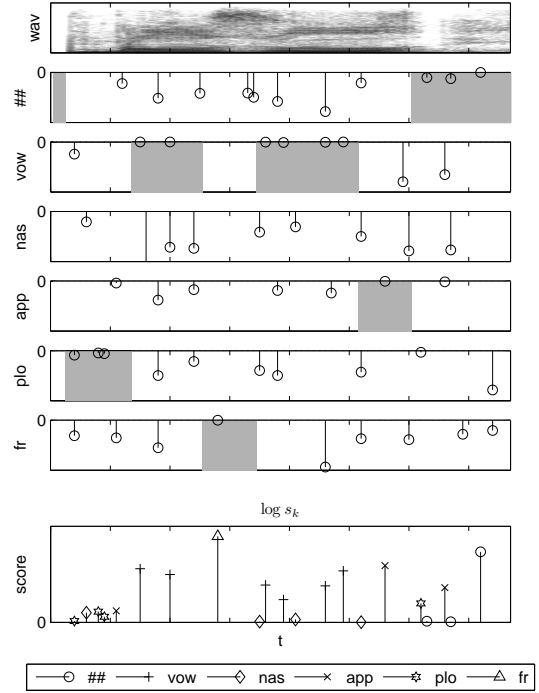 wav
0
##
0
vow
0
nas
0
app
0
plo
0
fr
log s_k
score
0
t
## vow nas app plo fr